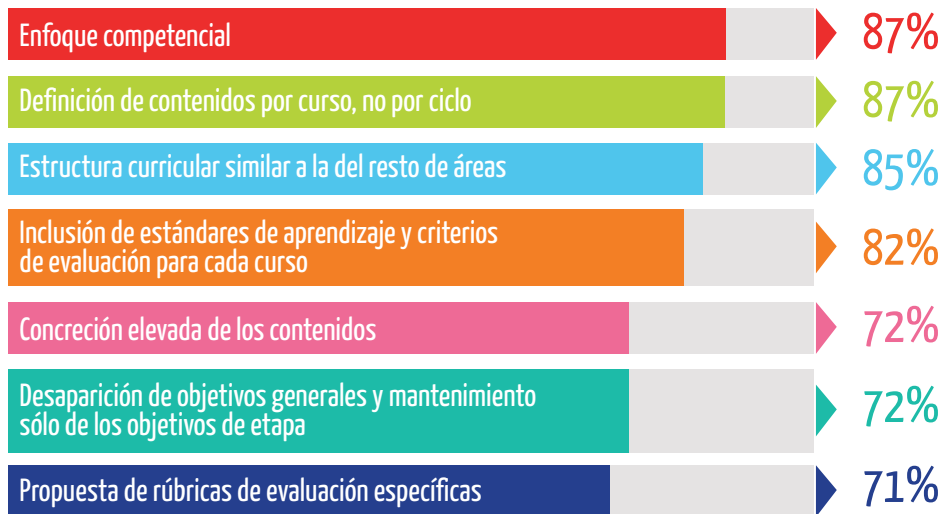 Enfoque competencial 87%
Definición de contenidos por curso, no por ciclo 87%
Estructura curricular similar a la del resto de áreas 85%
Inclusión de estándares de aprendizaje y criterios
de evaluación para cada curso 82%
Concreción elevada de los contenidos 72%
Desaparición de objetivos generales y mantenimiento
sólo de los objetivos de etapa 72%
Propuesta de rúbricas de evaluación específicas 71%